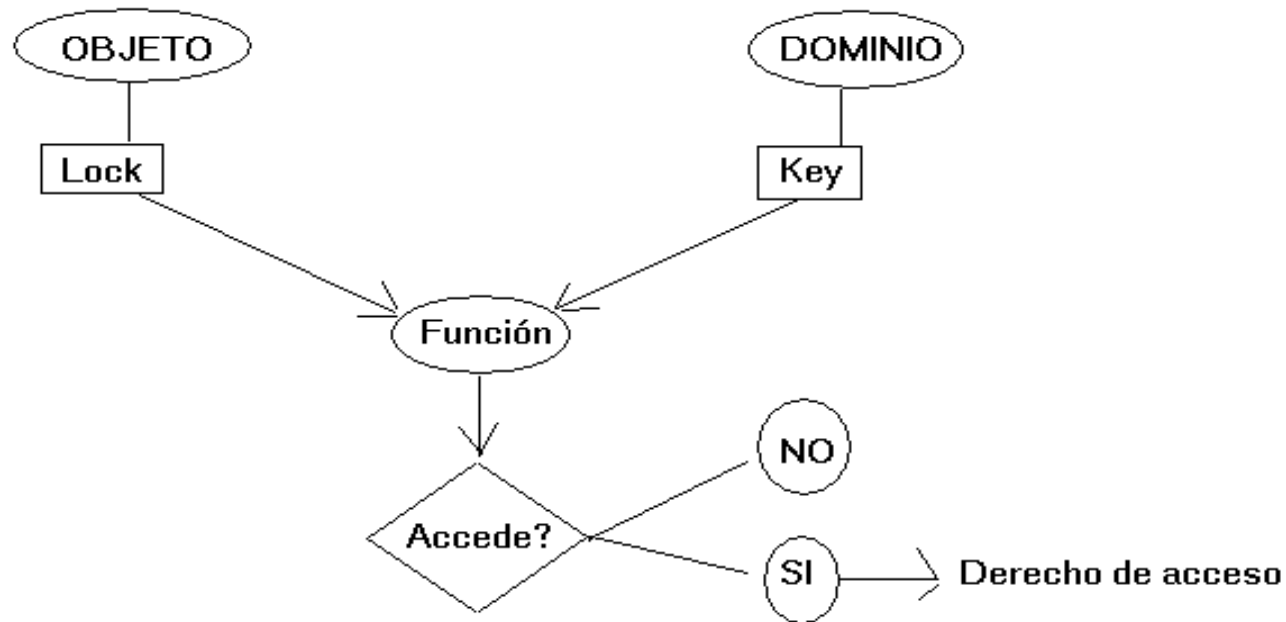 OBJETO
DOMINIO
Lock
Key
Función
NO
Accede?
SI
Derecho de acceso